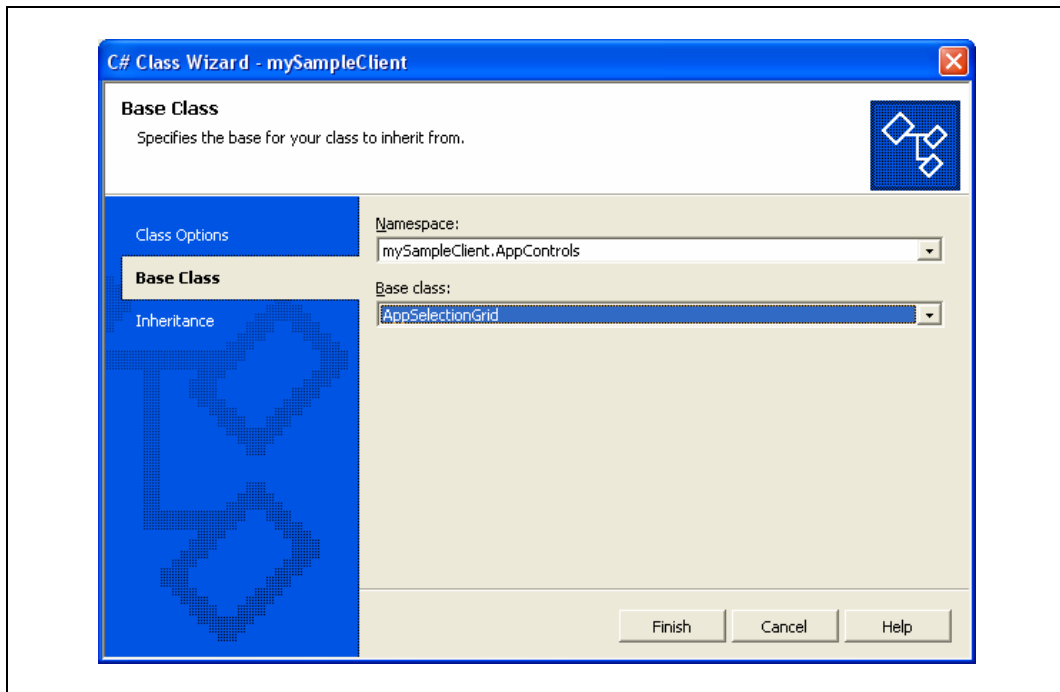 C# Class Wizard - mySampleClient
Base Class
Specifies the base for your class to inherit from.
Class Options
Base Class
Inheritance
Namespace:
mySampleClient.AppControls
Base class:
AppSelectionGrid
Finish
Cancel
Help